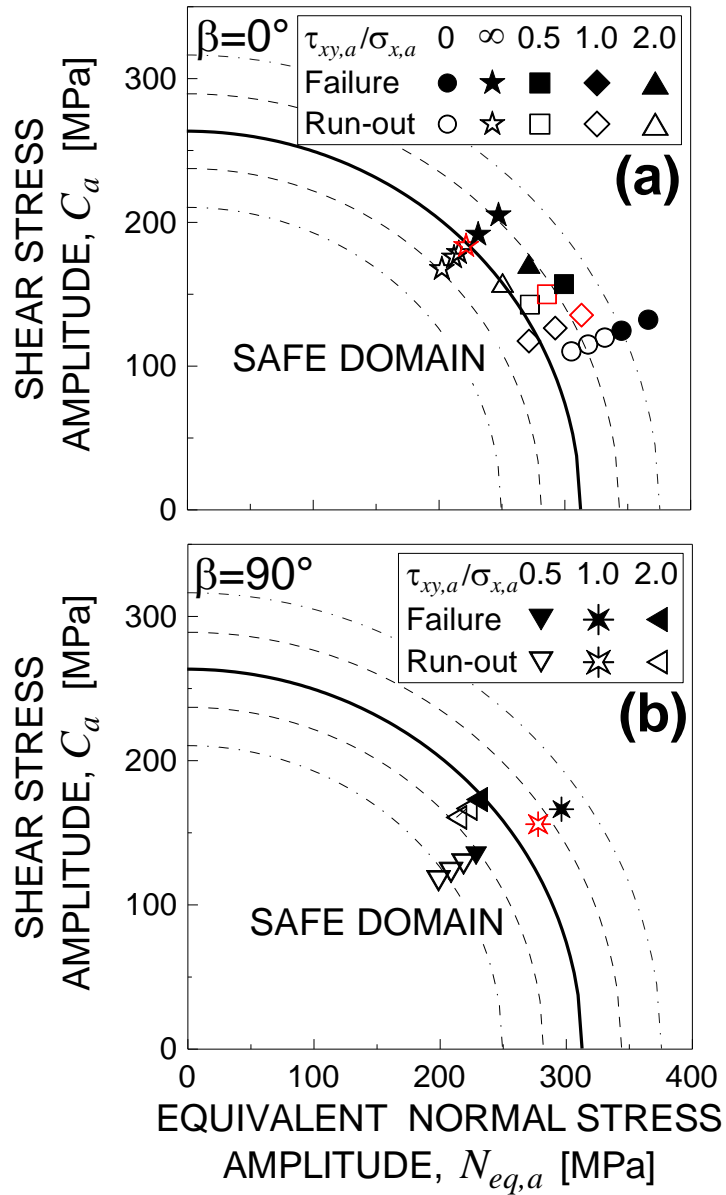 β=0°
τxy,a/σx,a 0 ∞ 0.5 1.0 2.0
Failure
Run-out
(a)
SHEAR STRESS
AMPLITUDE, Ca [MPa]
300
200
100
0
SAFE DOMAIN
β=90°
τxy,a/σx,a 0.5 1.0 2.0
Failure
Run-out
(b)
SHEAR STRESS
AMPLITUDE, Ca [MPa]
300
200
100
0
SAFE DOMAIN
0 100 200 300 400
EQUIVALENT NORMAL STRESS
AMPLITUDE, Neq,a [MPa]